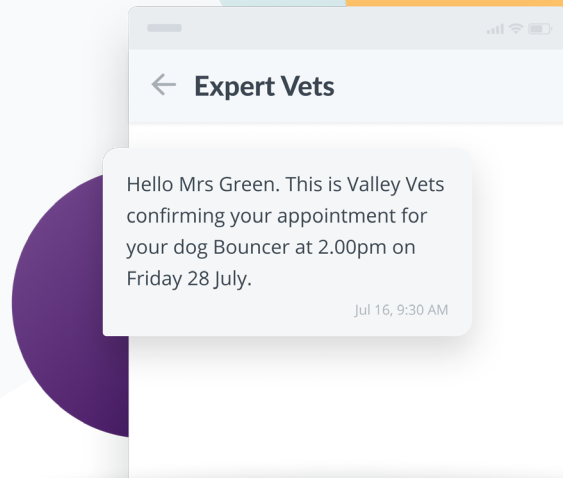 Expert Vets
Hello Mrs Green. This is Valley Vets
confirming your appointment for
your dog Bouncer at 2.00pm on
Friday 28 July.
Jul 16, 9:30 AM